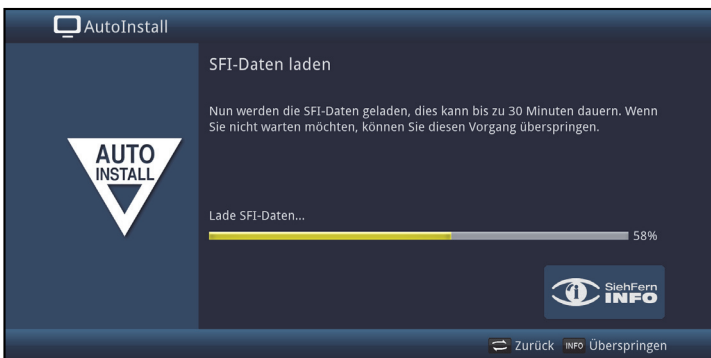 AutoInstall
SFI-Daten laden
Nun werden die SFI-Daten geladen, dies kann bis zu 30 Minuten dauern. Wenn
Sie nicht warten möchten, können Sie diesen Vorgang überspringen.
AUTO
INSTALL
Lade SFI-Daten...
58%
SiehFern
INFO
Zurück INFO Überspringen